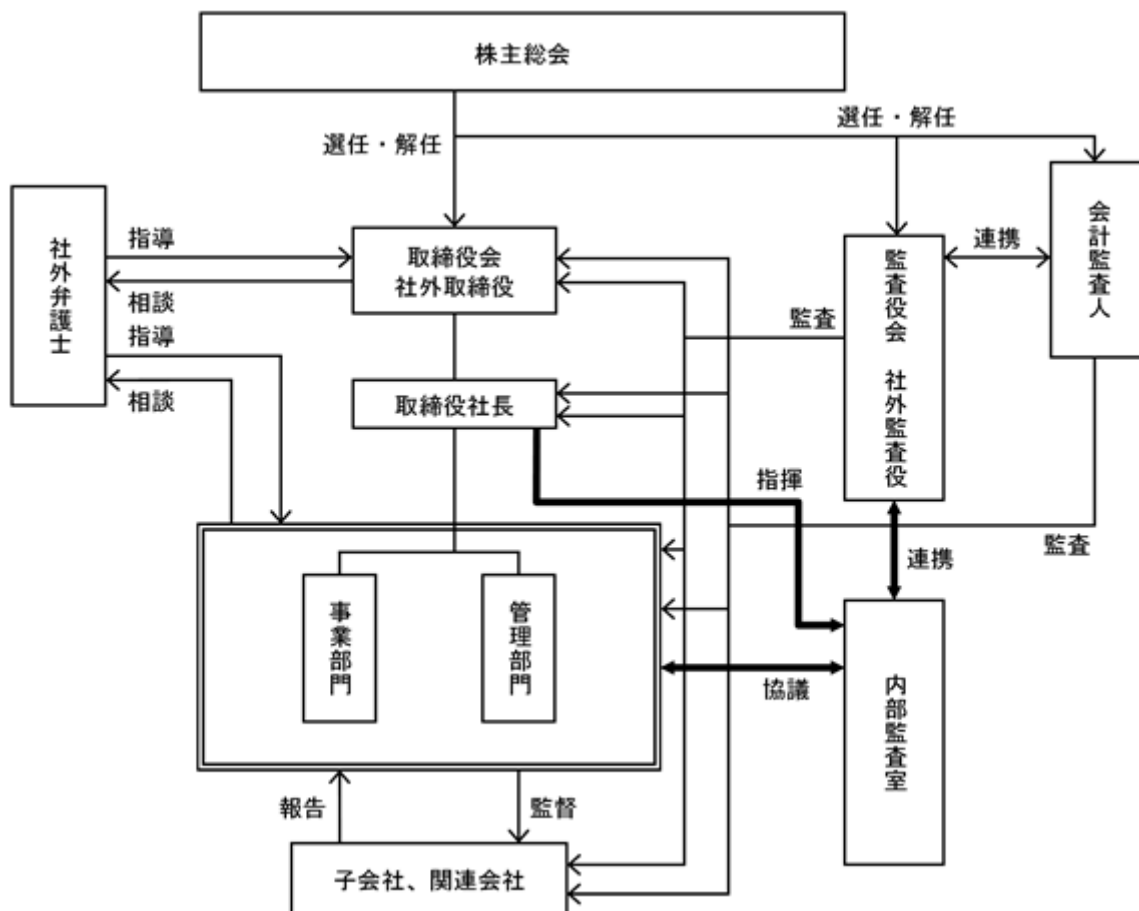 株主総会
選任・解任
選任・解任
社外弁護士
指導
相談
指導
相談
取締役会
社外取締役
取締役社長
監査
監査役会 社外監査役
連携
会計監査人
指揮
連携
監査
事業部門
管理部門
協議
内部監査室
報告
監督
子会社、関連会社